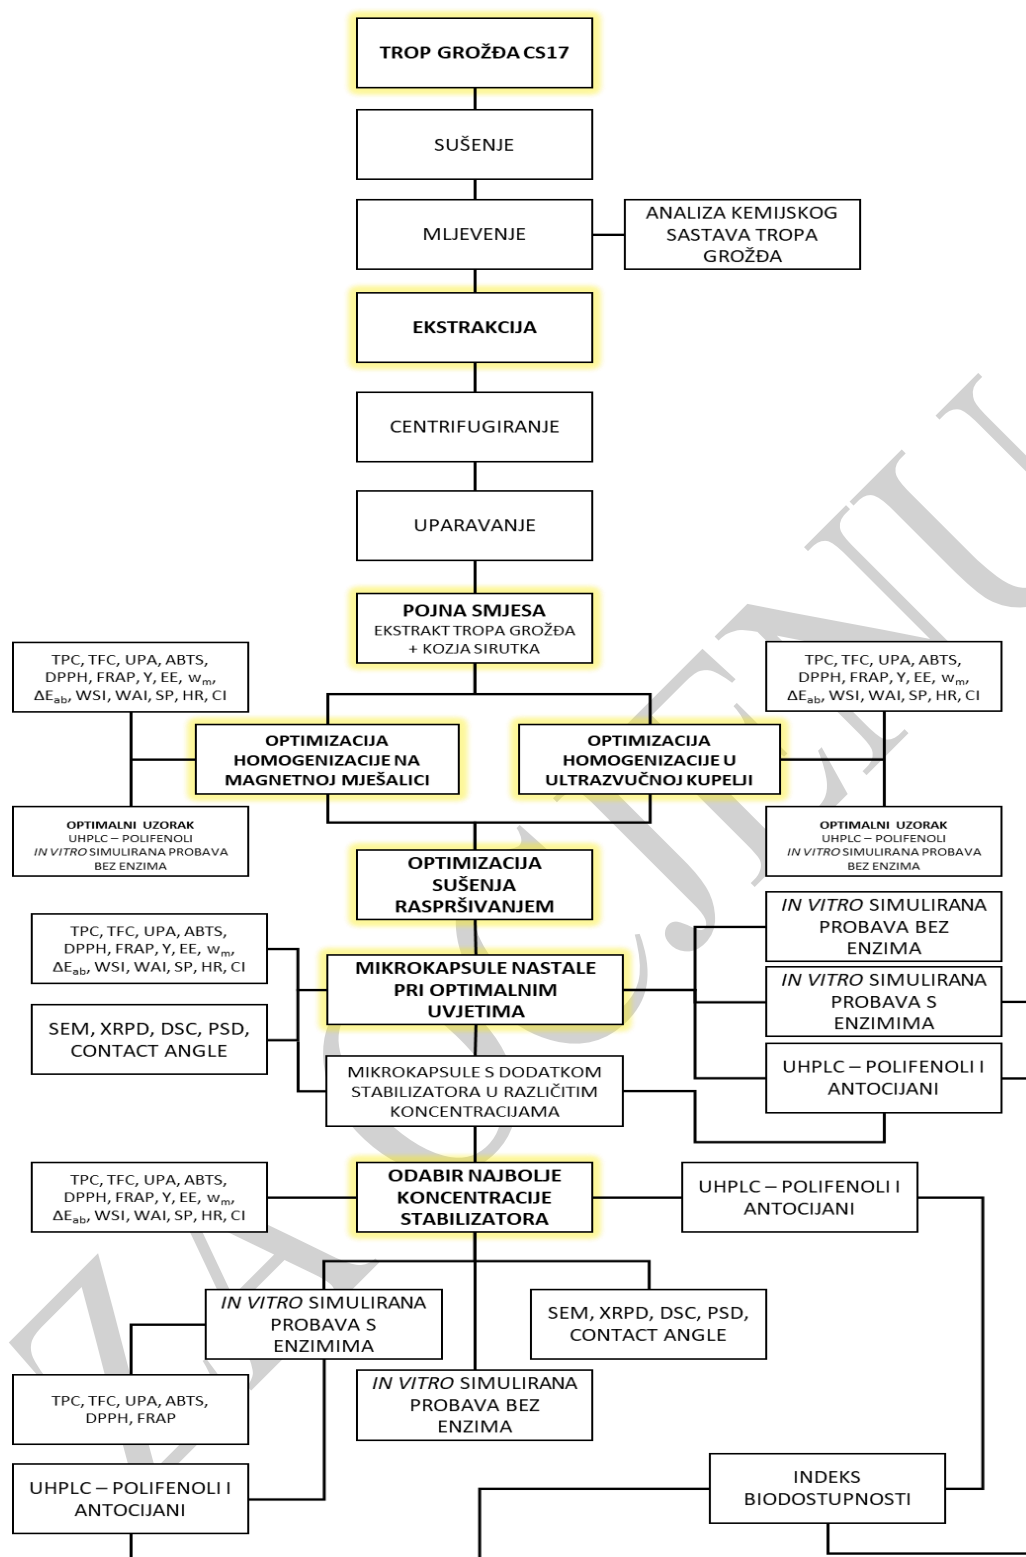 TROP GROŽĐA CS17
SUŠENJE
MLJEVENJE
ANALIZA KEMIJSKOG
SASTAVA TROPA
GROŽĐA
EKSTRAKCIJA
CENTRIFUGIRANJE
UPARAVANJE
POJNA SMJESA
EKSTRAKT TROPA GROŽĐA
+ KOZJA SIRUTKA
TPC, TFC, UPA, ABTS,
DPPH, FRAP, Y, EE, wm,
ΔEab, WSI, WAI, SP, HR, CI
TPC, TFC, UPA, ABTS,
DPPH, FRAP, Y, EE, wm,
ΔEab, WSI, WAI, SP, HR, CI
OPTIMIZACIJA
HOMOGENIZACIJE NA
MAGNETNOJ MJEŠALICI
OPTIMIZACIJA
HOMOGENIZACIJE U
ULTRAZVUČNOJ KUPELJI
OPTIMALNI UZORAK
UHPLC – POLIFENOLI
IN VITRO SIMULIRANA PROBAVA
BEZ ENZIMA
OPTIMALNI UZORAK
UHPLC – POLIFENOLI
IN VITRO SIMULIRANA PROBAVA
BEZ ENZIMA
OPTIMIZACIJA
SUŠENJA
RASPRŠIVANJEM
TPC, TFC, UPA, ABTS,
DPPH, FRAP, Y, EE, wm,
ΔEab, WSI, WAI, SP, HR, CI
IN VITRO SIMULIRANA
PROBAVA BEZ
ENZIMA
MIKROKAPSULE NASTALE
PRI OPTIMALNIM
UVJETIMA
IN VITRO SIMULIRANA
PROBAVA S
ENZIMIMA
SEM, XRPD, DSC, PSD,
CONTACT ANGLE
MIKROKAPSULE S DODATKOM
STABILIZATORA U RAZLIČITIM
KONCENTRACIJAMA
UHPLC – POLIFENOLI I
ANTOCIJANI
TPC, TFC, UPA, ABTS,
DPPH, FRAP, Y, EE, wm,
ΔEab, WSI, WAI, SP, HR, CI
ODABIR NAJBOLJE
KONCENTRACIJE
STABILIZATORA
UHPLC – POLIFENOLI I
ANTOCIJANI
IN VITRO SIMULIRANA
PROBAVA S
ENZIMIMA
SEM, XRPD, DSC, PSD,
CONTACT ANGLE
TPC, TFC, UPA, ABTS,
DPPH, FRAP
IN VITRO SIMULIRANA
PROBAVA BEZ
ENZIMA
UHPLC – POLIFENOLI I
ANTOCIJANI
INDEKS
BIODOSTUPNOSTI
ZA OCJENU